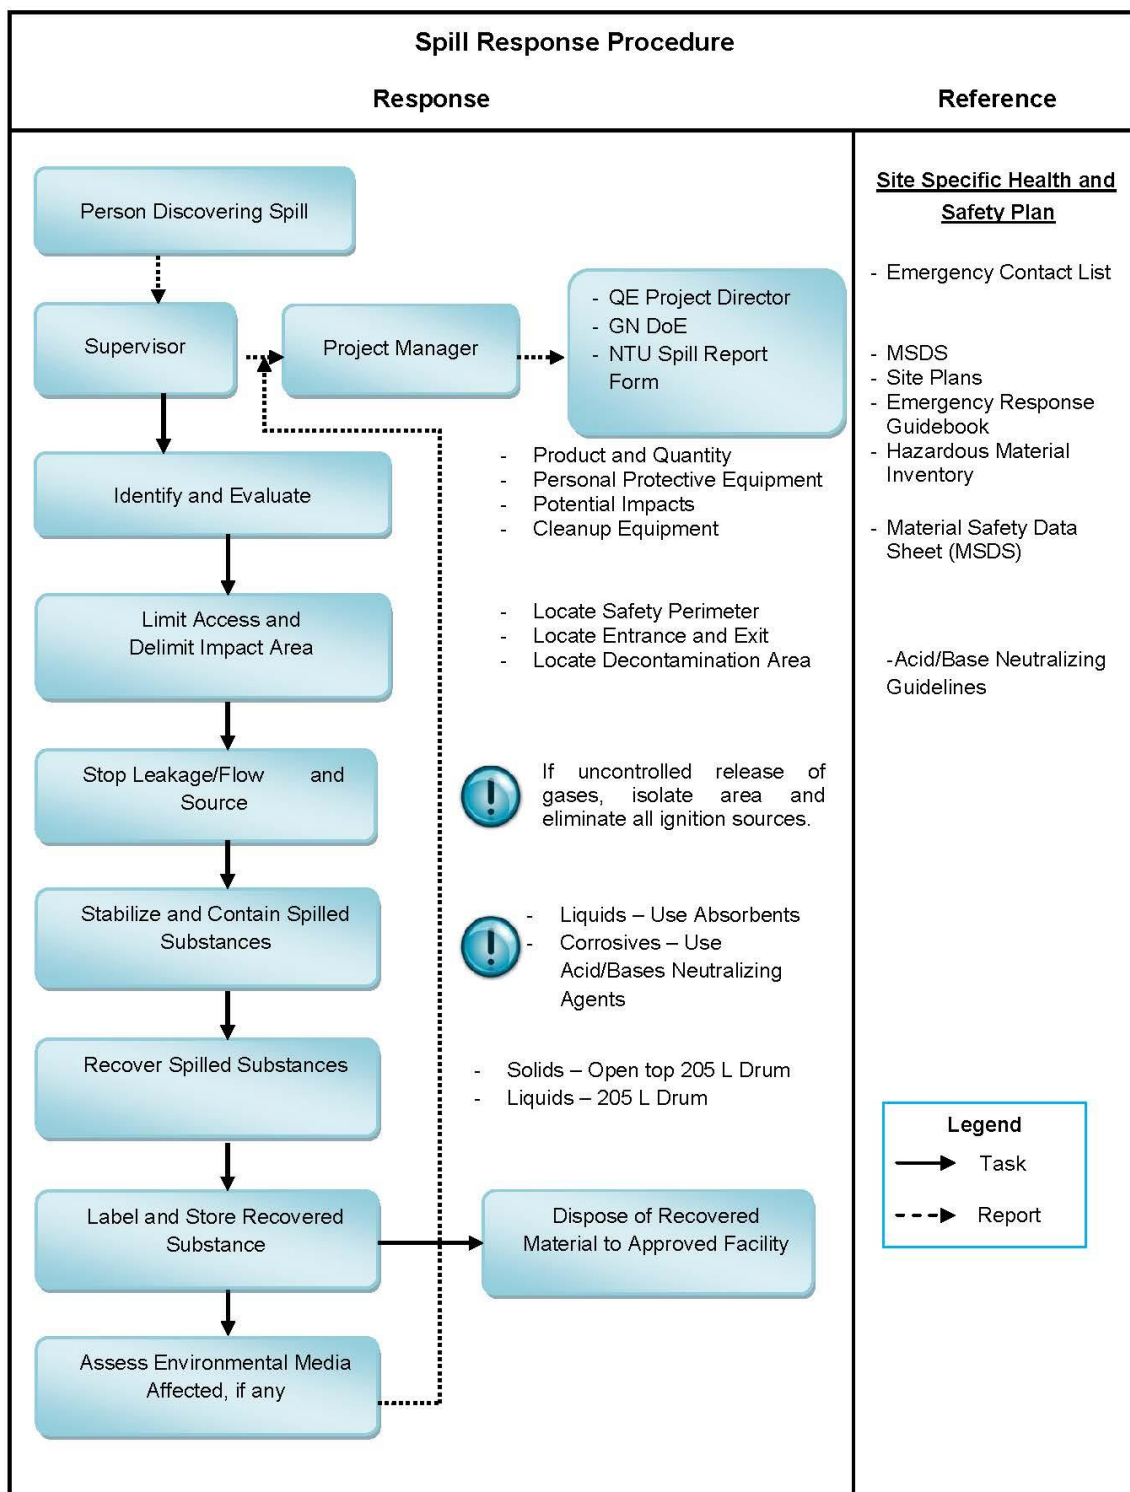 Spill Response Procedure
Response
Reference
Person Discovering Spill
Supervisor
Project Manager
- QE Project Director
- GN DoE
- NTU Spill Report
Form
Identify and Evaluate
- Product and Quantity
- Personal Protective Equipment
- Potential Impacts
- Cleanup Equipment
Limit Access and
Delimit Impact Area
- Locate Safety Perimeter
- Locate Entrance and Exit
- Locate Decontamination Area
Stop Leakage/Flow and
Source
If uncontrolled release of
gases, isolate area and
eliminate all ignition sources.
Stabilize and Contain Spilled
Substances
- Liquids – Use Absorbents
- Corrosives – Use
Acid/Bases Neutralizing
Agents
Recover Spilled Substances
- Solids – Open top 205 L Drum
- Liquids – 205 L Drum
Label and Store Recovered
Substance
Dispose of Recovered
Material to Approved Facility
Assess Environmental Media
Affected, if any
Site Specific Health and
Safety Plan
- Emergency Contact List
- MSDS
- Site Plans
- Emergency Response
Guidebook
- Hazardous Material
Inventory
- Material Safety Data
Sheet (MSDS)
-Acid/Base Neutralizing
Guidelines
Legend
Task
Report